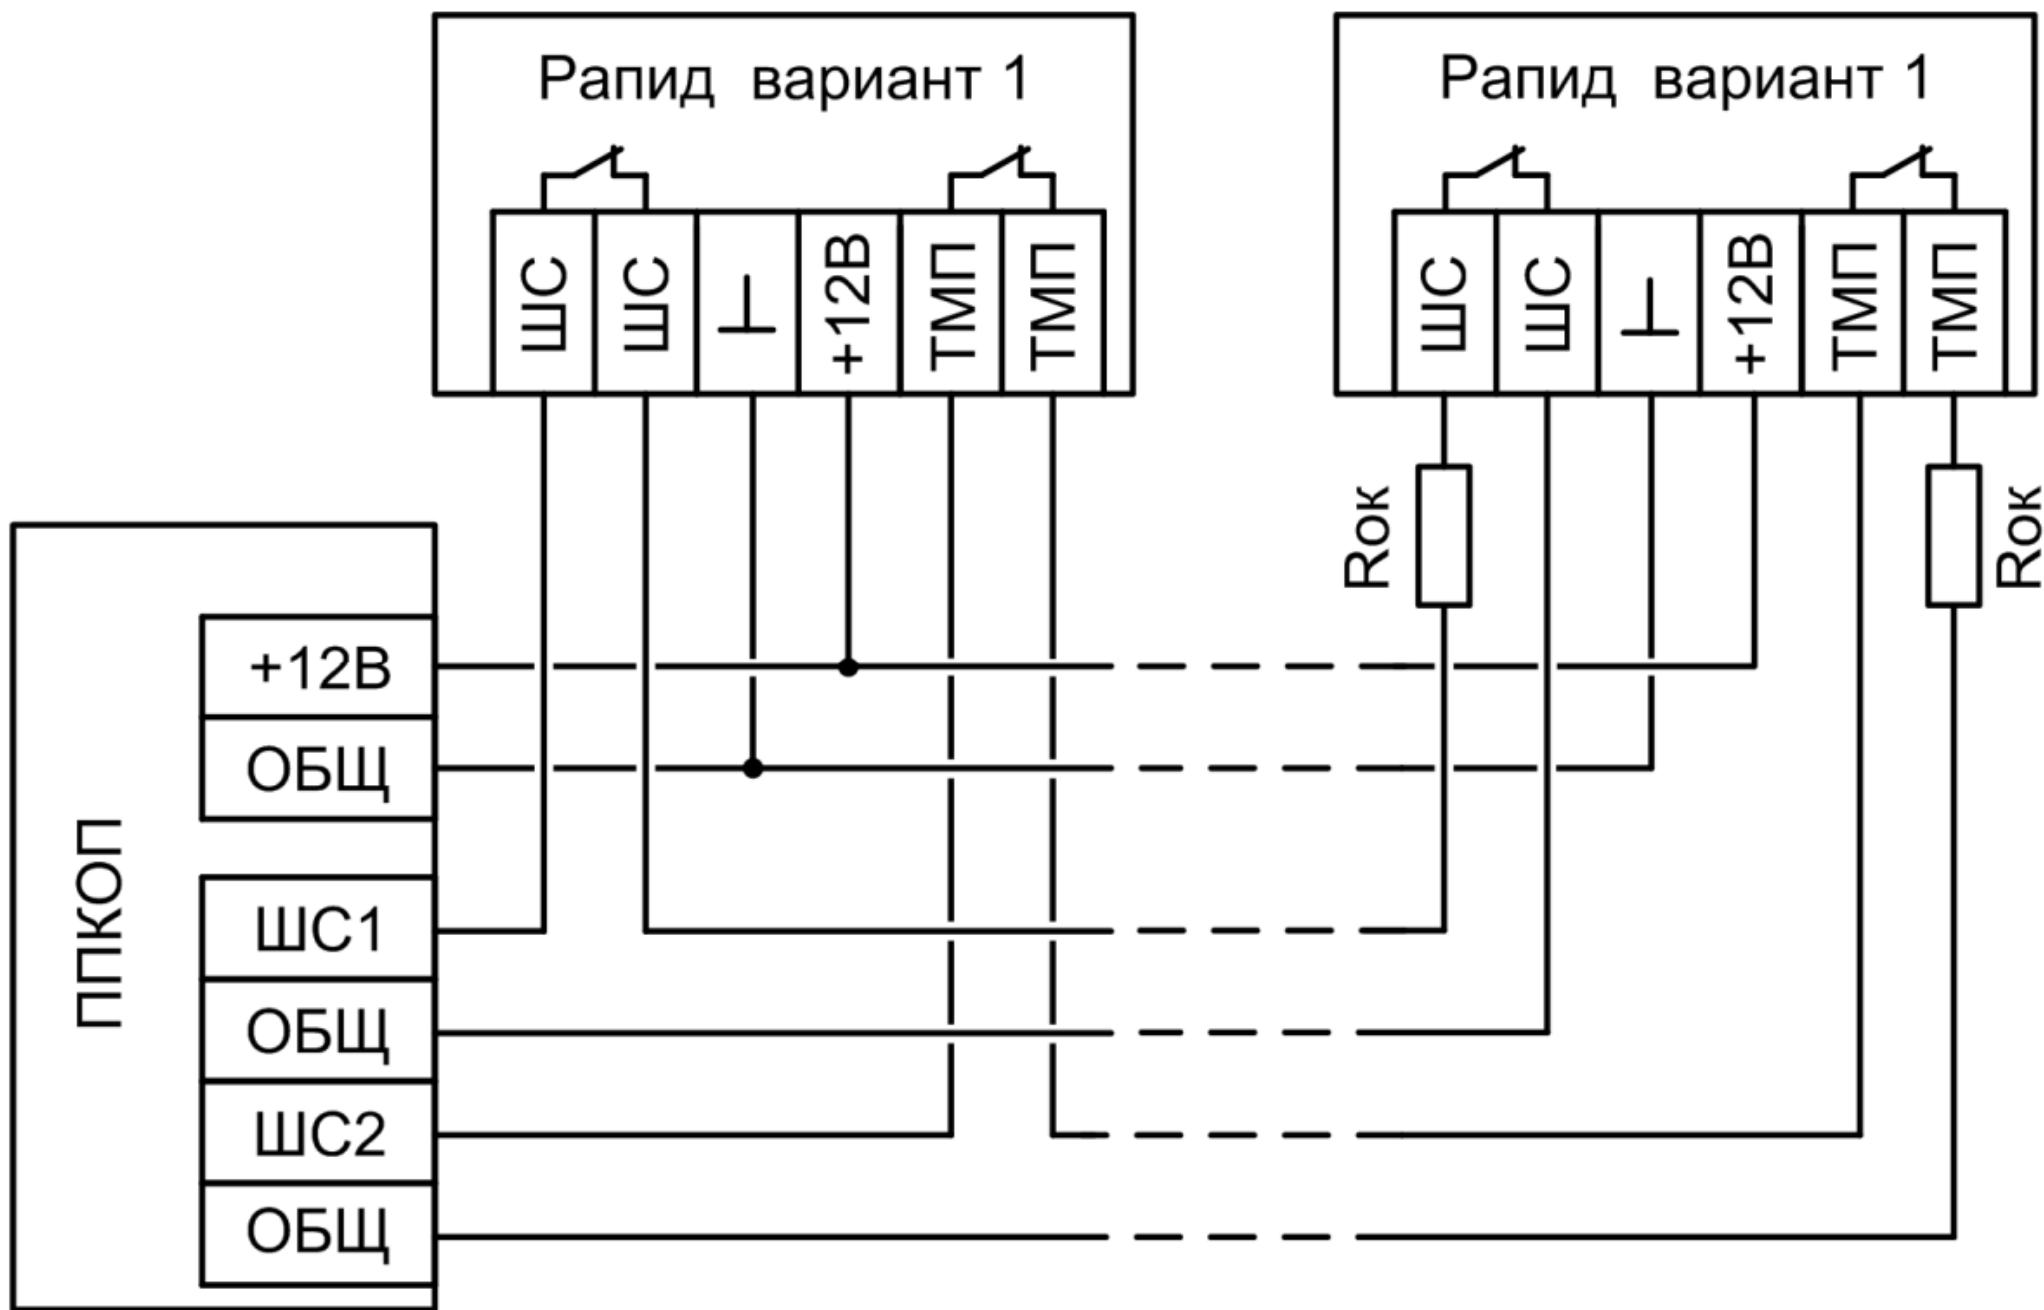 Рапид вариант 1
ШС
ШС
+12В
ТМП
ТМП
Рапид вариант 1
ШС
ШС
+12В
ТМП
ТМП
Rок
Rок
ППКОП
+12В
ОБЩ
ШС1
ОБЩ
ШС2
ОБЩ